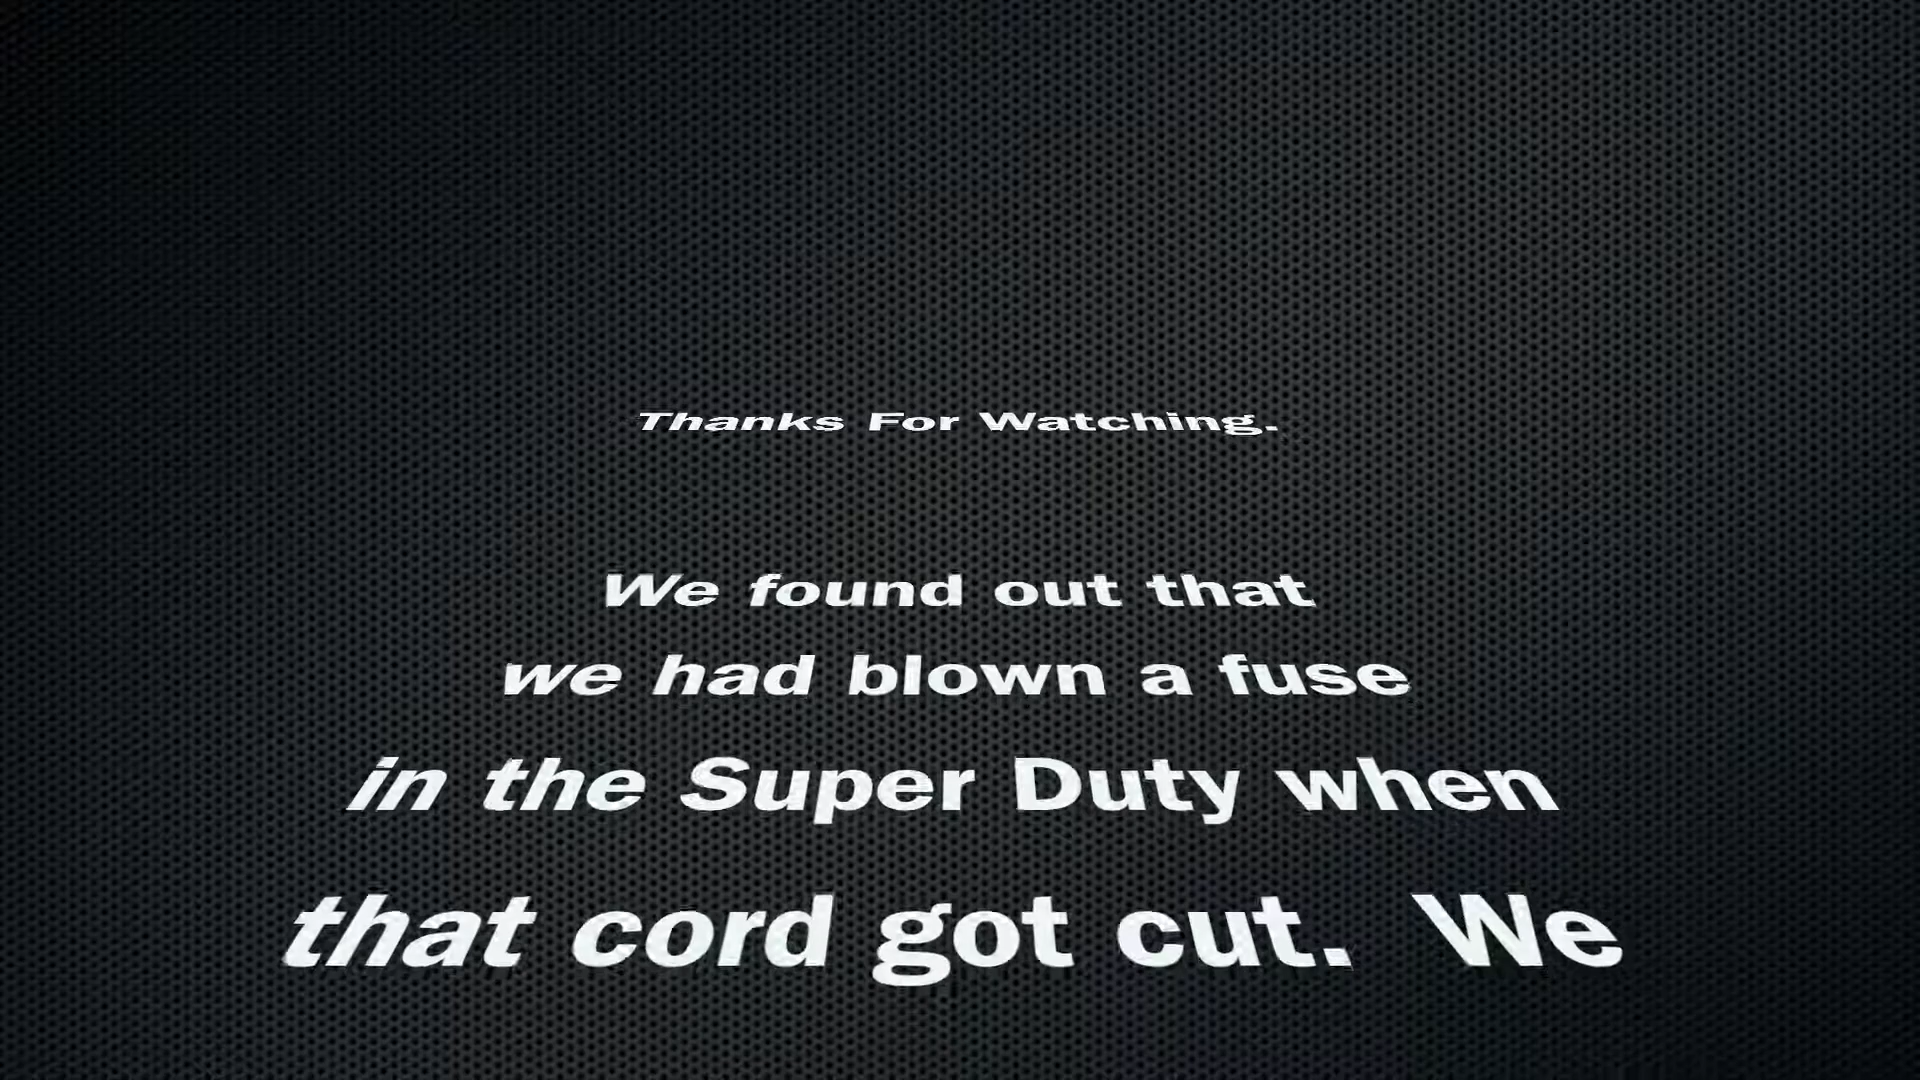 Thanks For Watching.
We found out that
we had blown a fuse
in the Super Duty when
that cord got cut.  We